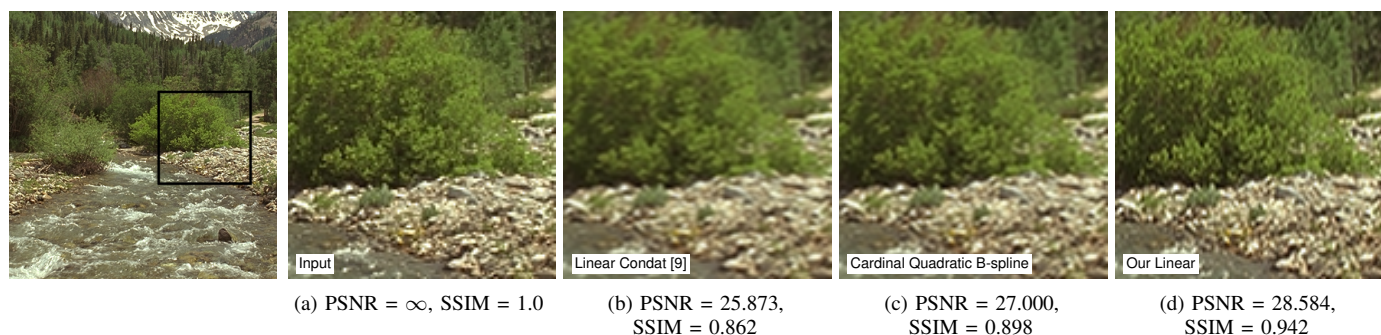 Input
Linear Condat [9]
Cardinal Quadratic B-spline
Our Linear
(a) PSNR = ∞, SSIM = 1.0
(b) PSNR = 25.873,
SSIM = 0.862
(c) PSNR = 27.000,
SSIM = 0.898
(d) PSNR = 28.584,
SSIM = 0.942